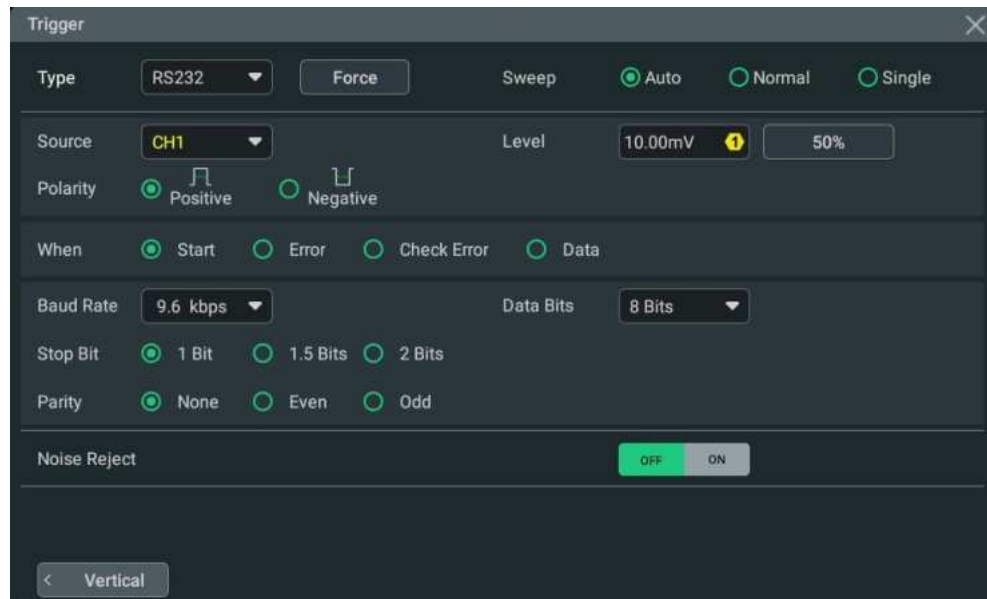 Trigger
Type RS232 Force Sweep Auto Normal Single
Source CH1 Level 10.00mV 1 50%
Polarity Positive Negative
When Start Error Check Error Data
Baud Rate 9.6 kbps Data Bits 8 Bits
Stop Bit 1 Bit 1.5 Bits 2 Bits
Parity None Even Odd
Noise Reject OFF ON
< Vertical